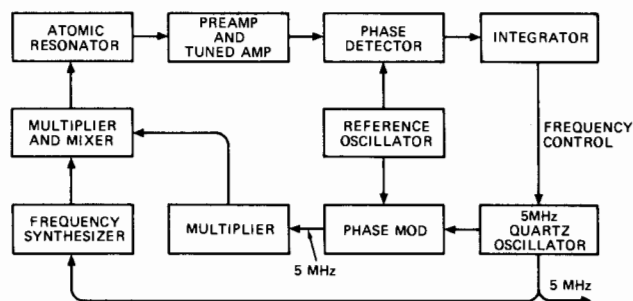 ATOMIC
RESONATOR
PREAMP
AND
TUNED AMP
PHASE
DETECTOR
INTEGRATOR
MULTIPLIER
AND MIXER
REFERENCE
OSCILLATOR
FREQUENCY
CONTROL
FREQUENCY
SYNTHESIZER
MULTIPLIER
PHASE MOD
5MHz
QUARTZ
OSCILLATOR
5 MHz
5 MHz